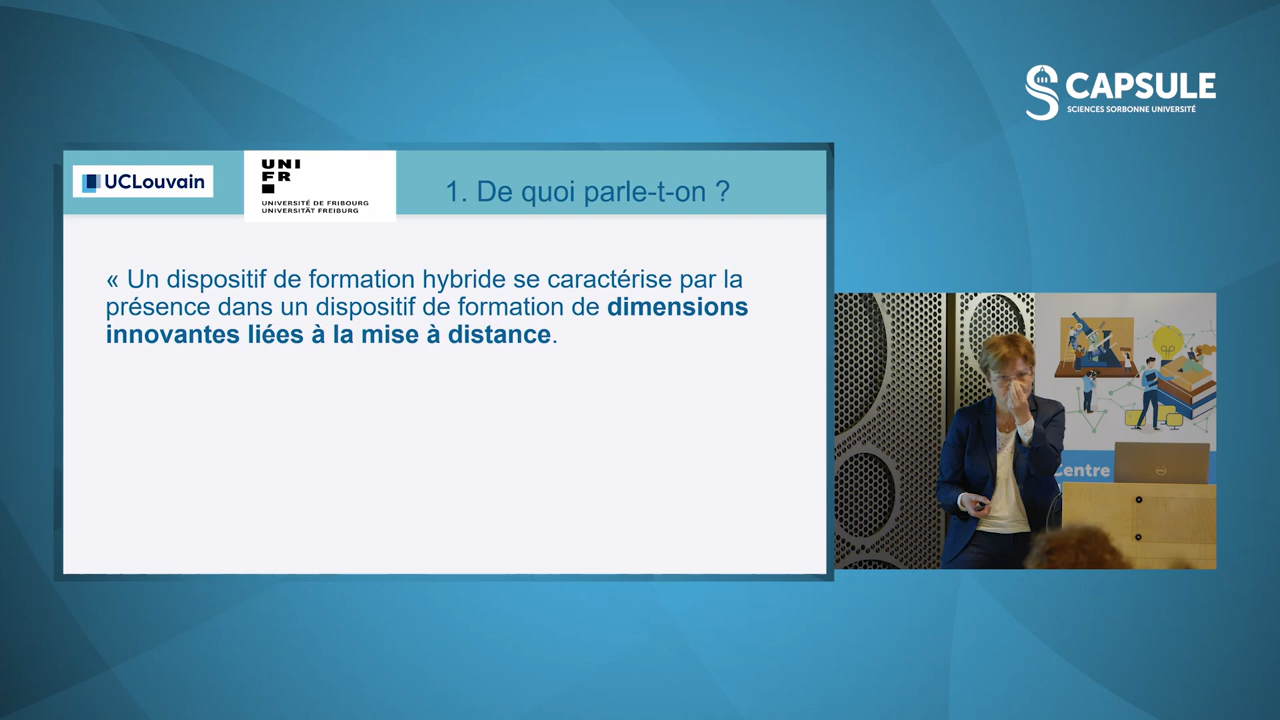 CAPSULE
SCIENCES SORBONNE UNIVERSITÉ
UCLouvain
UNI
FR
UNIVERSITÉ DE FRIBOURG
UNIVERSITÄT FREIBURG
1. De quoi parle-t-on ?
« Un dispositif de formation hybride se caractérise par la
présence dans un dispositif de formation de dimensions
innovantes liées à la mise à distance.
Centre
DELL